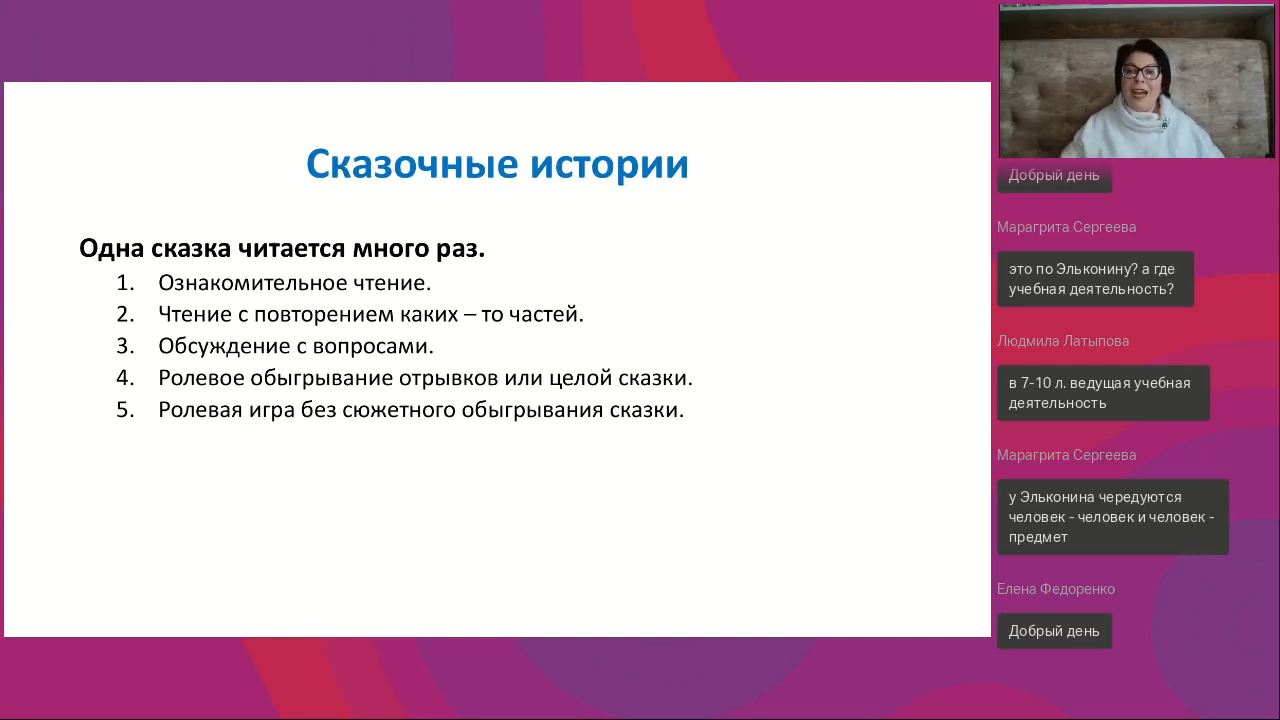 Сказочные истории
Одна сказка читается много раз.
1. Ознакомительное чтение.
2. Чтение с повторением каких – то частей.
3. Обсуждение с вопросами.
4. Ролевое обыгрывание отрывков или целой сказки.
5. Ролевая игра без сюжетного обыгрывания сказки.
Добрый день
Марагрита Сергеева
это по Эльконину? а где
учебная деятельность?
Людмила Латыпова
в 7-10 л. ведущая учебная
деятельность
Марагрита Сергеева
у Эльконина чередуются
человек - человек и человек -
предмет
Елена Федоренко
Добрый день